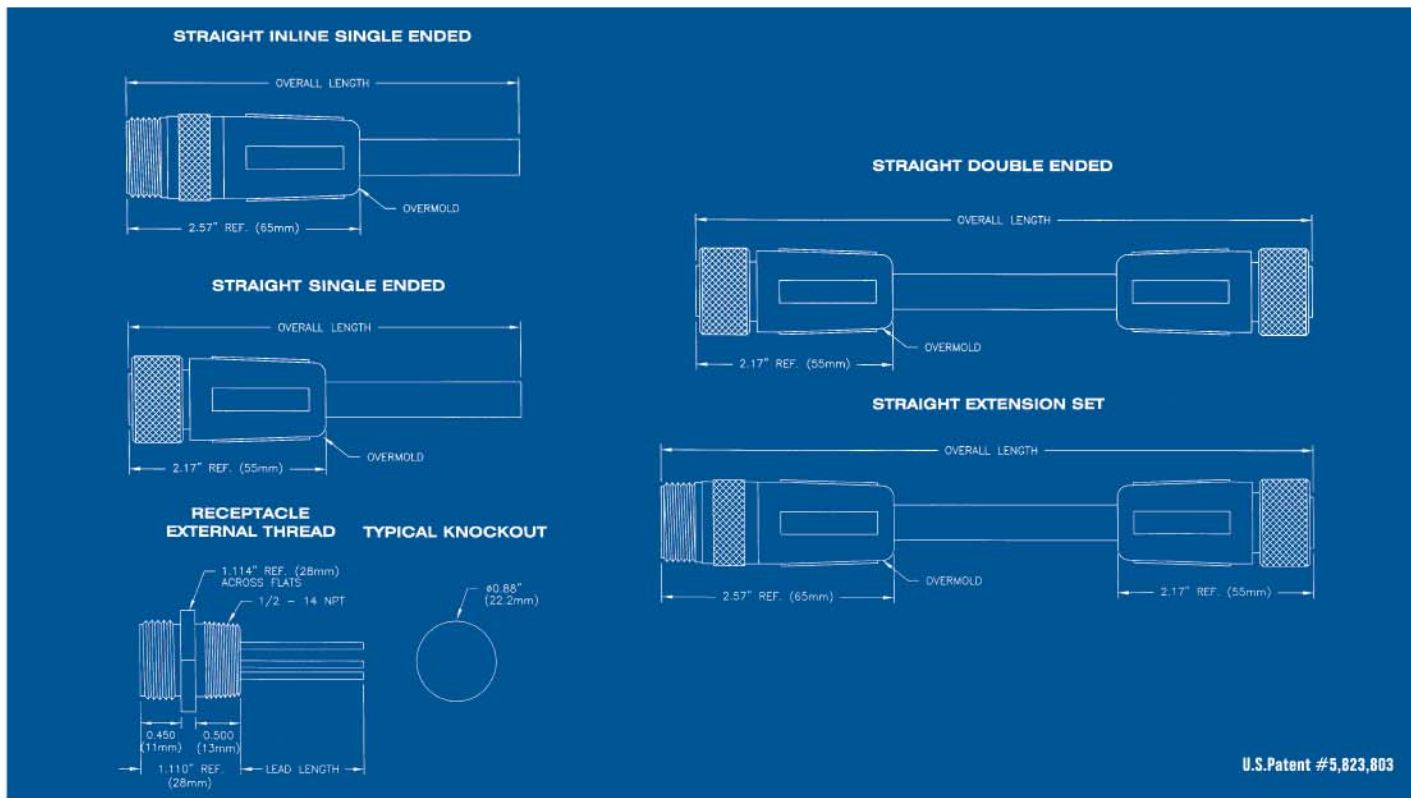 STRAIGHT INLINE SINGLE ENDED
OVERALL LENGTH
OVERMOLD
2.57" REF. (65mm)
STRAIGHT SINGLE ENDED
OVERALL LENGTH
OVERMOLD
2.17" REF. (55mm)
RECEPTACLE
EXTERNAL THREAD
1.114" REF. (28mm)
ACROSS FLATS
1/2 - 14 NPT
0.450
(11mm)
0.500
(13mm)
1.110" REF.
(28mm)
LEAD LENGTH
TYPICAL KNOCKOUT
ø0.88"
(22.2mm)
STRAIGHT DOUBLE ENDED
OVERALL LENGTH
OVERMOLD
2.17" REF. (55mm)
STRAIGHT EXTENSION SET
OVERALL LENGTH
OVERMOLD
2.57" REF. (65mm)
2.17" REF. (55mm)
U.S.Patent #5,823,803